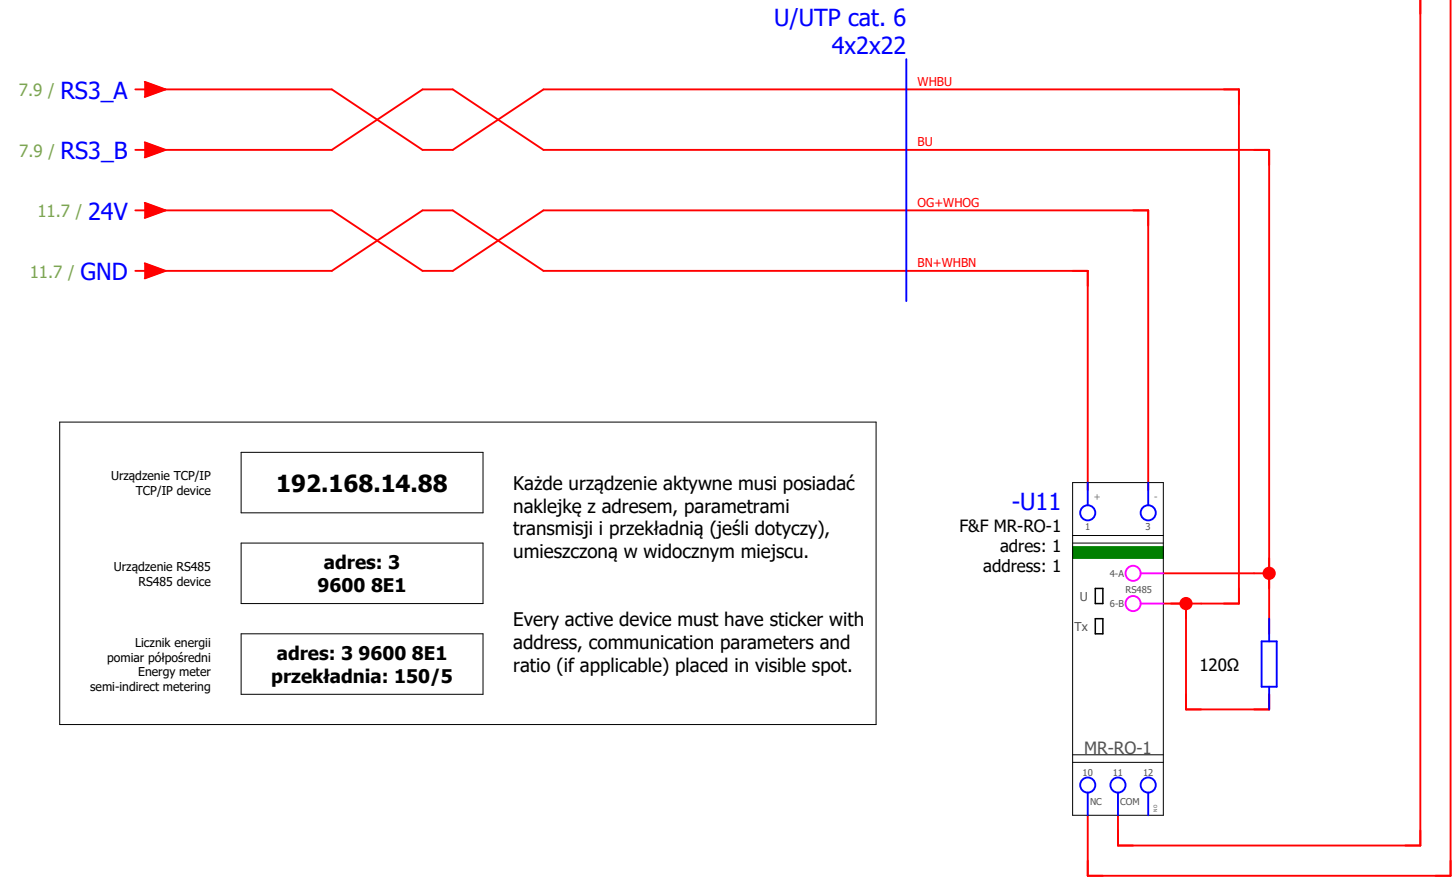 U/UTP cat. 6
4x2x22
7.9 / RS3_A
WHBU
7.9 / RS3_B
BU
11.7 / 24V
OG+WHOG
11.7 / GND
BN+WHBN
Urządzenie TCP/IP
TCP/IP device
192.168.14.88
Urządzenie RS485
RS485 device
adres: 3
9600 8E1
Licznik energii
pomiar półpośredni
Energy meter
semi-indirect metering
adres: 3 9600 8E1
przekładnia: 150/5
Każde urządzenie aktywne musi posiadać
naklejkę z adresem, parametrami
transmisji i przekładnią (jeśli dotyczy),
umieszczoną w widocznym miejscu.
Every active device must have sticker with
address, communication parameters and
ratio (if applicable) placed in visible spot.
-U11
F&F MR-RO-1
adres: 1
address: 1
+ -
1 3
4-A
RS485
U
6-B
Tx
120Ω
MR-RO-1
10 11 12
NC COM